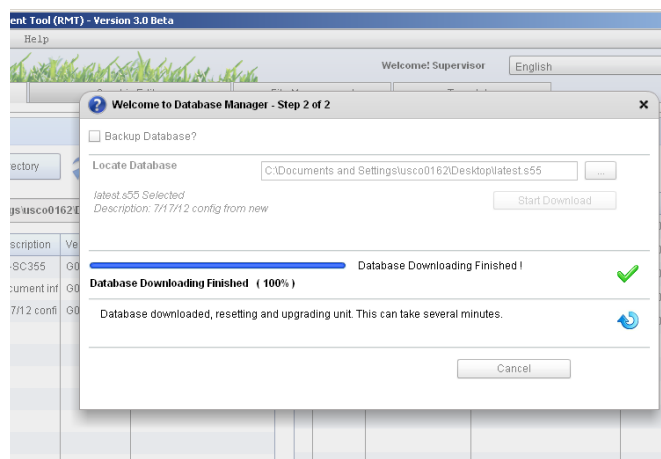 ent Tool (RMT) - Version 3.0 Beta
Help
Welcome! Supervisor English
Welcome to Database Manager - Step 2 of 2
Backup Database?
Locate Database C:\Documents and Settings\usco0162\Desktop\latest.s55 ...
latest.s55 Selected
Description: 7/17/12 config from new
Start Download
ectory
gs\usco0162\D
scription Ve
-SC355 G0
cument inf G0
7/12 confi G0
Database Downloading Finished !
Database Downloading Finished ( 100% )
Database downloaded, resetting and upgrading unit. This can take several minutes.
Cancel